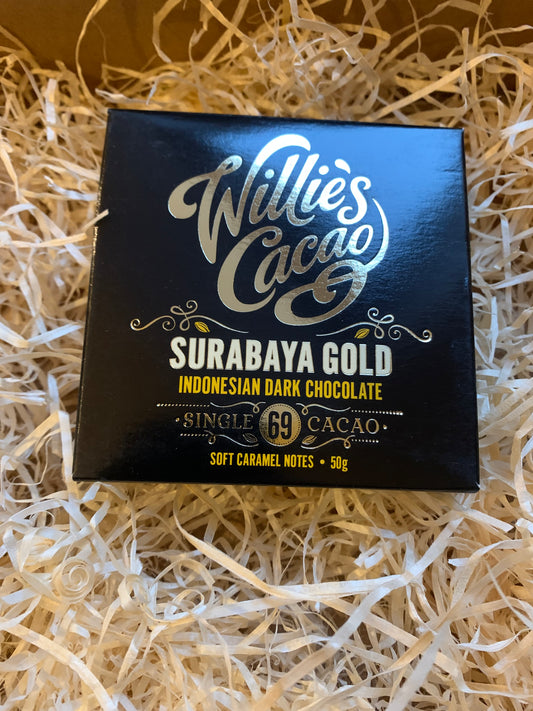 Willie's
Cacao
SURABAYA GOLD
INDONESIAN DARK CHOCOLATE
· SINGLE 69 CACAO ·
SOFT CARAMEL NOTES • 50g